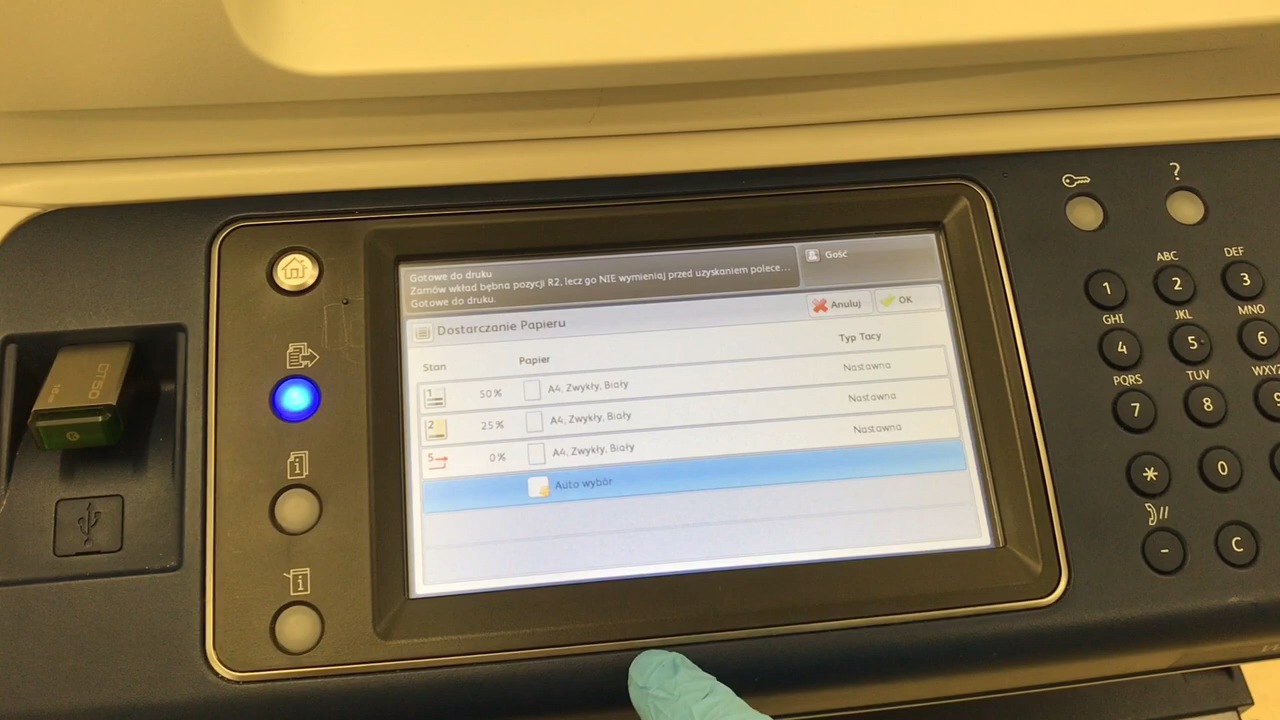 Gotowe do druku
Zamów wkład bębna pozycji R2, lecz go NIE wymieniaj przed uzyskaniem polece...
Gotowe do druku.
Gość
Dostarczanie Papieru
Anuluj
OK
Stan Papier Typ Tacy
1 50% A4, Zwykły, Biały Nastawna
2 25% A4, Zwykły, Biały Nastawna
5 0% A4, Zwykły, Biały Nastawna
Auto wybór
DT50
?
ABC DEF
1 2 3
GHI JKL MNO
4 5 6
PQRS TUV WXYZ
7 8 9
* 0
- C